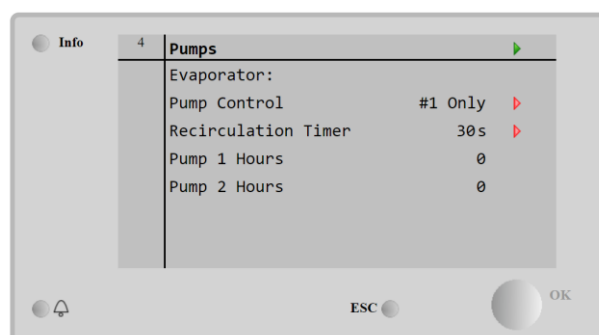 Info
4 Pumps
Evaporator:
Pump Control #1 Only
Recirculation Timer 30s
Pump 1 Hours 0
Pump 2 Hours 0
ESC
OK